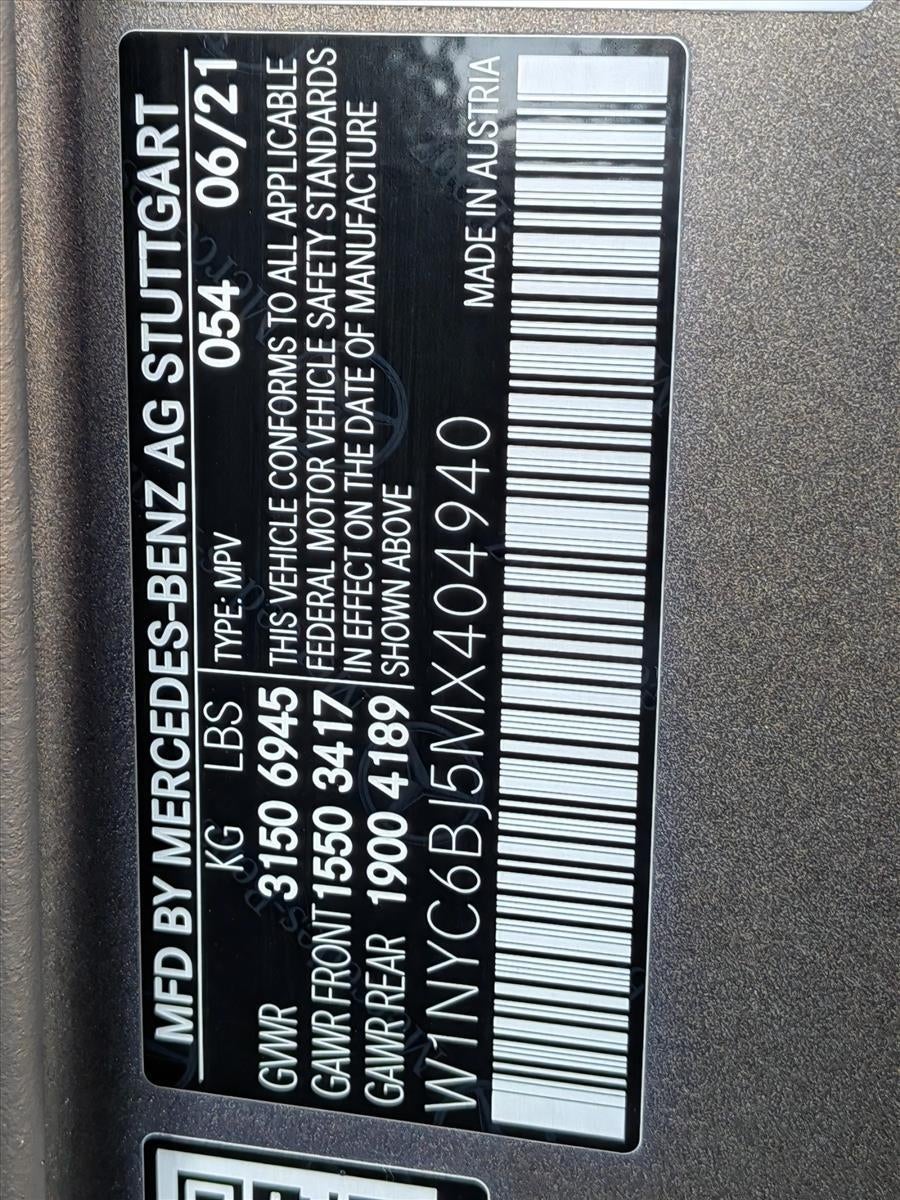 MFD BY MERCEDES-BENZ AG STUTTGART
KG LBS
GVWR 3150 6945
GAWR FRONT 1550 3417
GAWR REAR 1900 4189
TYPE: MPV 054 06/21
THIS VEHICLE CONFORMS TO ALL APPLICABLE
FEDERAL MOTOR VEHICLE SAFETY STANDARDS
IN EFFECT ON THE DATE OF MANUFACTURE
SHOWN ABOVE
MADE IN AUSTRIA
W1NYC6BJ5MX404940